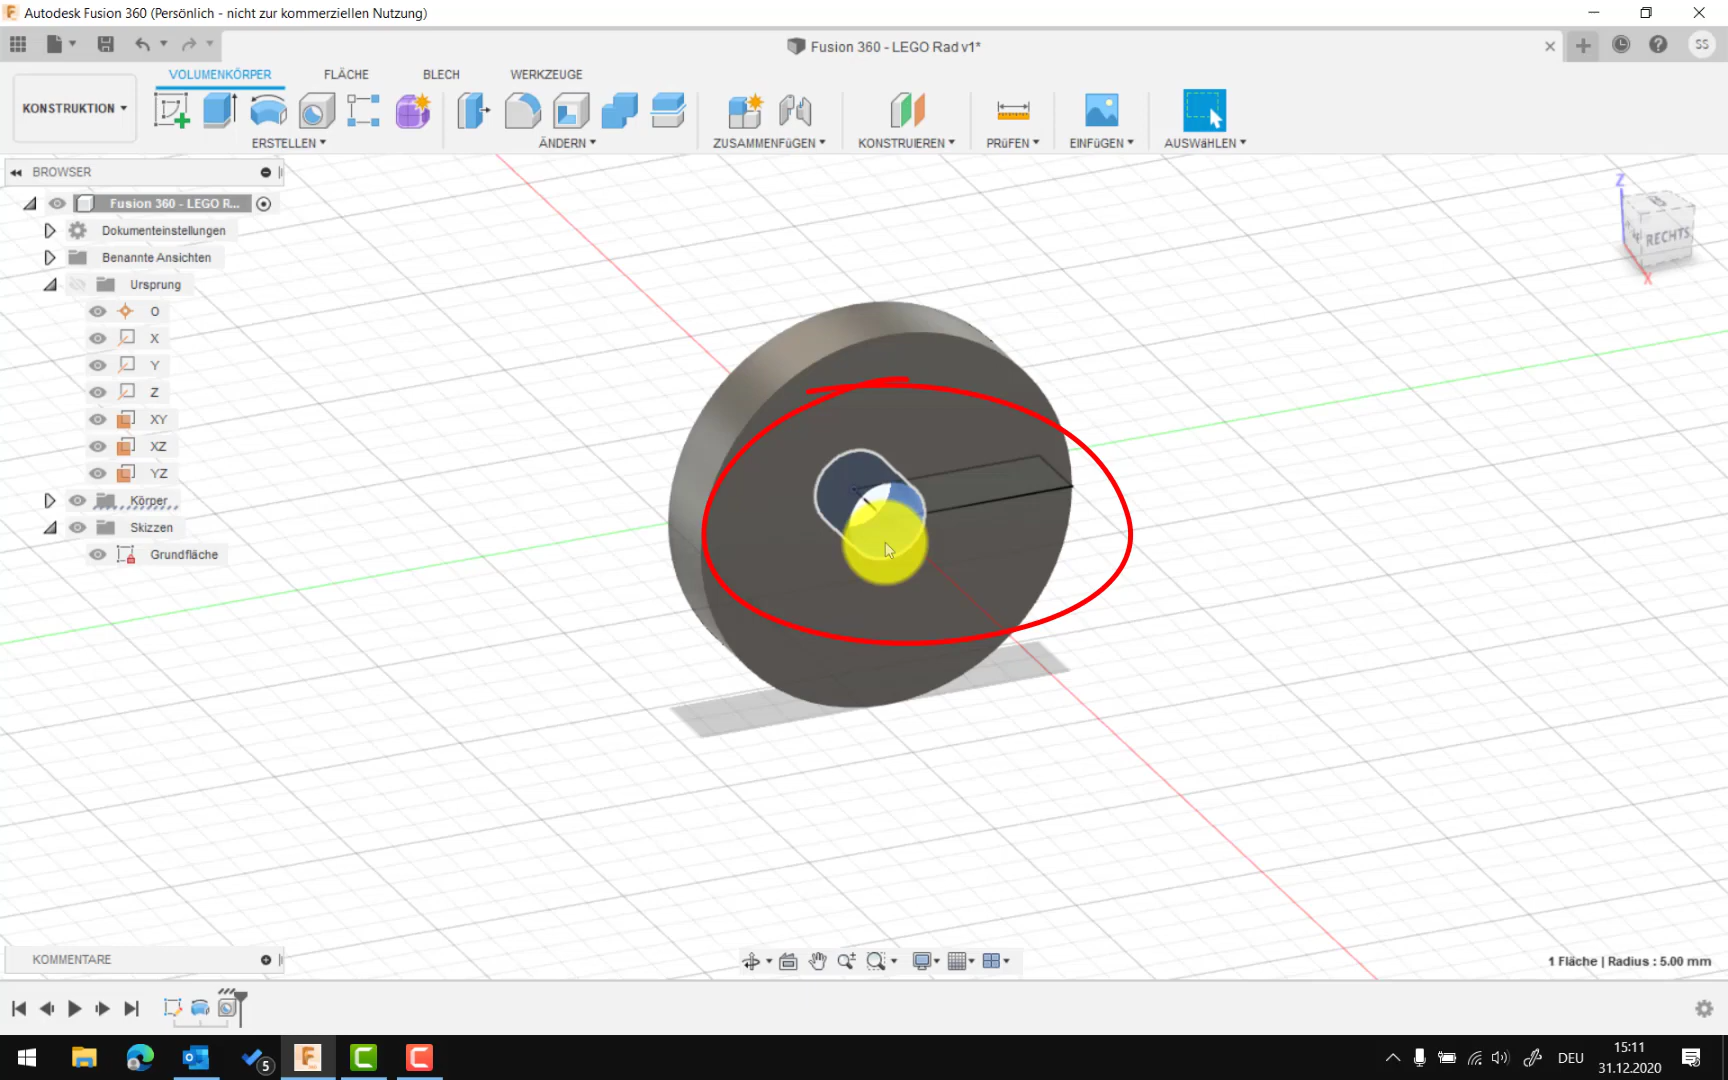 Autodesk Fusion 360 (Persönlich - nicht zur kommerziellen Nutzung)
Fusion 360 - LEGO Rad v1*
SS
VOLUMENKÖRPER FLÄCHE BLECH WERKZEUGE
KONSTRUKTION
ERSTELLEN ÄNDERN ZUSAMMENFÜGEN KONSTRUIEREN PRÜFEN EINFÜGEN AUSWÄHLEN
BROWSER
Fusion 360 - LEGO R...
Dokumenteinstellungen
Benannte Ansichten
Ursprung
O
X
Y
Z
XY
XZ
YZ
Körper
Skizzen
Grundfläche
Z
RECHTS
X
KOMMENTARE
1 Fläche | Radius : 5.00 mm
5
DEU
15:11
31.12.2020